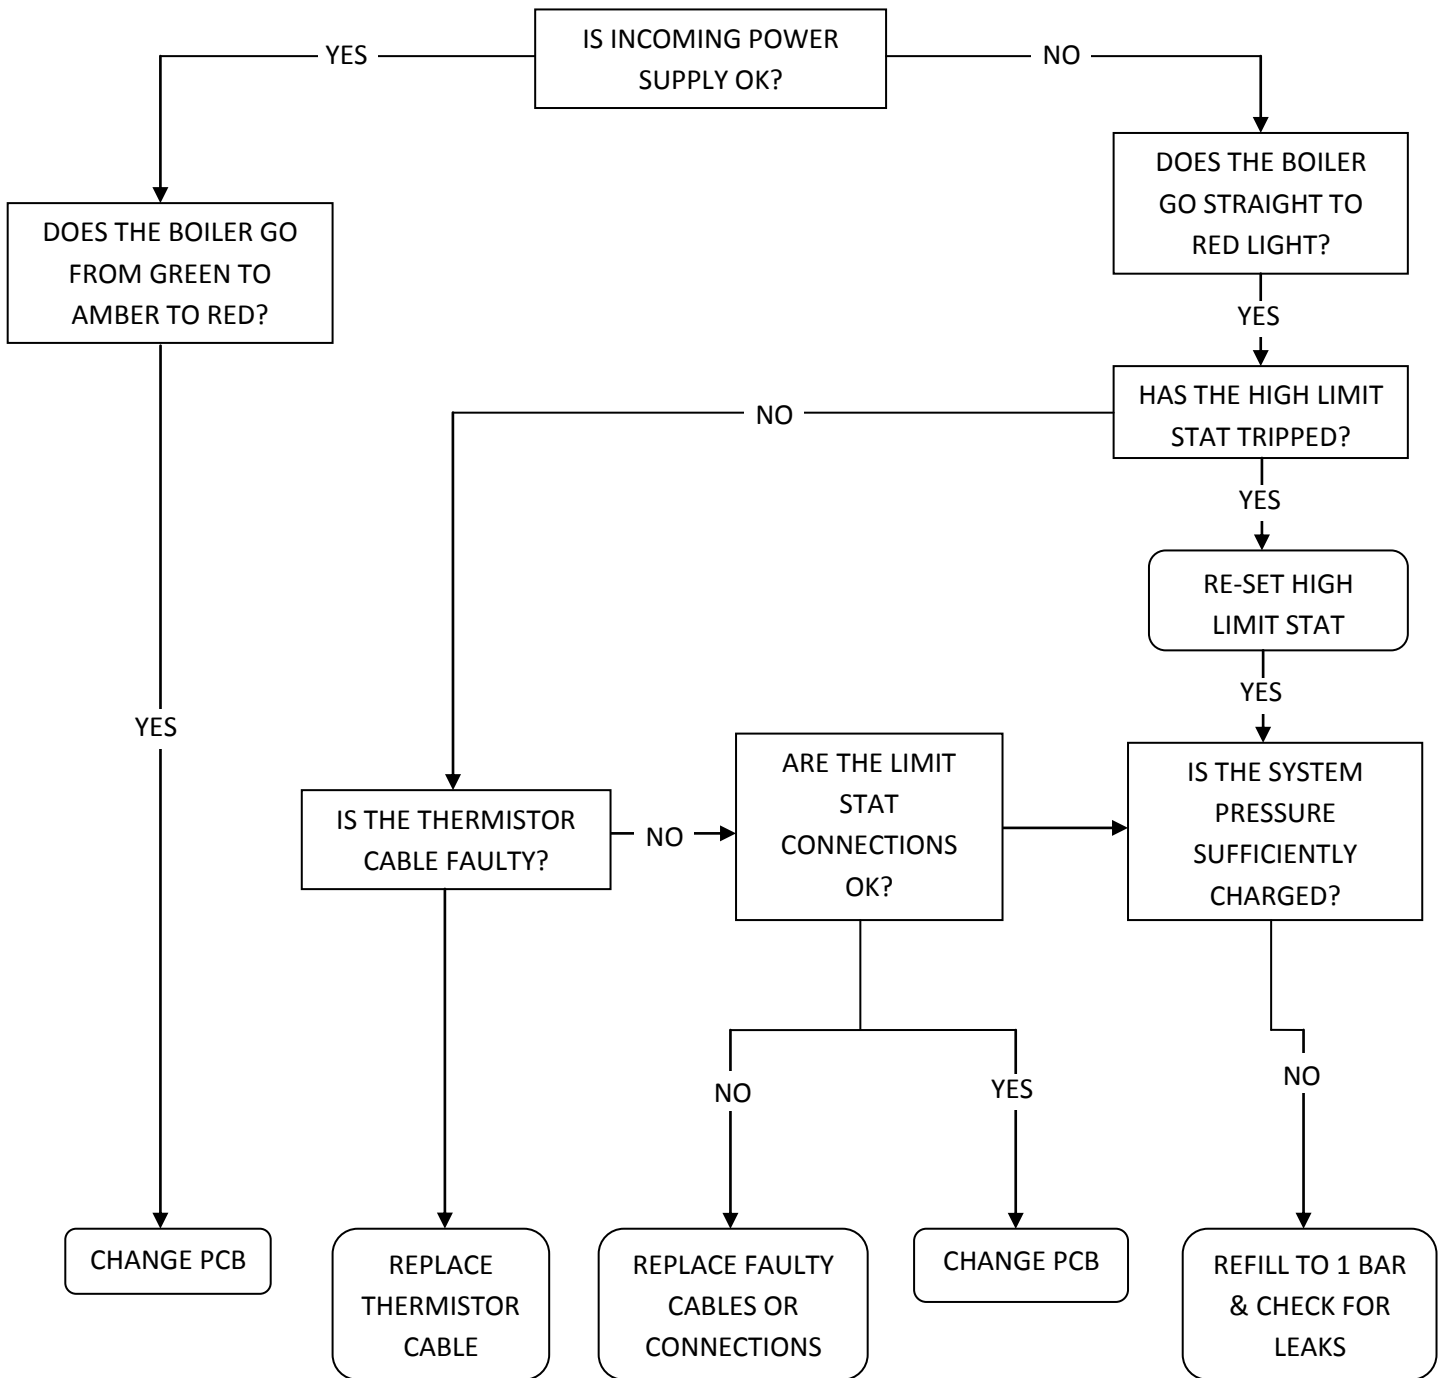 IS INCOMING POWER
SUPPLY OK?
YES
NO
DOES THE BOILER
GO STRAIGHT TO
RED LIGHT?
DOES THE BOILER GO
FROM GREEN TO
AMBER TO RED?
YES
HAS THE HIGH LIMIT
STAT TRIPPED?
NO
YES
RE-SET HIGH
LIMIT STAT
YES
YES
IS THE THERMISTOR
CABLE FAULTY?
NO
ARE THE LIMIT
STAT
CONNECTIONS
OK?
IS THE SYSTEM
PRESSURE
SUFFICIENTLY
CHARGED?
NO
YES
NO
CHANGE PCB
REPLACE
THERMISTOR
CABLE
REPLACE FAULTY
CABLES OR
CONNECTIONS
CHANGE PCB
REFILL TO 1 BAR
& CHECK FOR
LEAKS